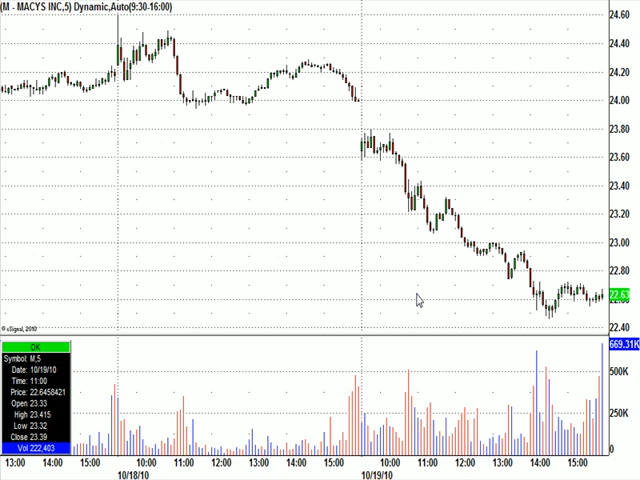 (M - MACYS INC,5) Dynamic,Auto(9:30-16:00)
24.60
24.40
24.20
24.00
23.80
23.60
23.40
23.20
23.00
22.80
22.63
22.40
© eSignal, 2010
OK
Symbol: M,5
Date: 10/19/10
Time: 11:00
Price: 22.6458421
Open 23.33
High 23.415
Low 23.32
Close 23.39
Vol 222,403
669.31K
500K
250K
0
13:00 14:00 15:00 10:00 11:00 12:00 13:00 14:00 15:00 10:00 11:00 12:00 13:00 14:00 15:00
10/18/10 10/19/10